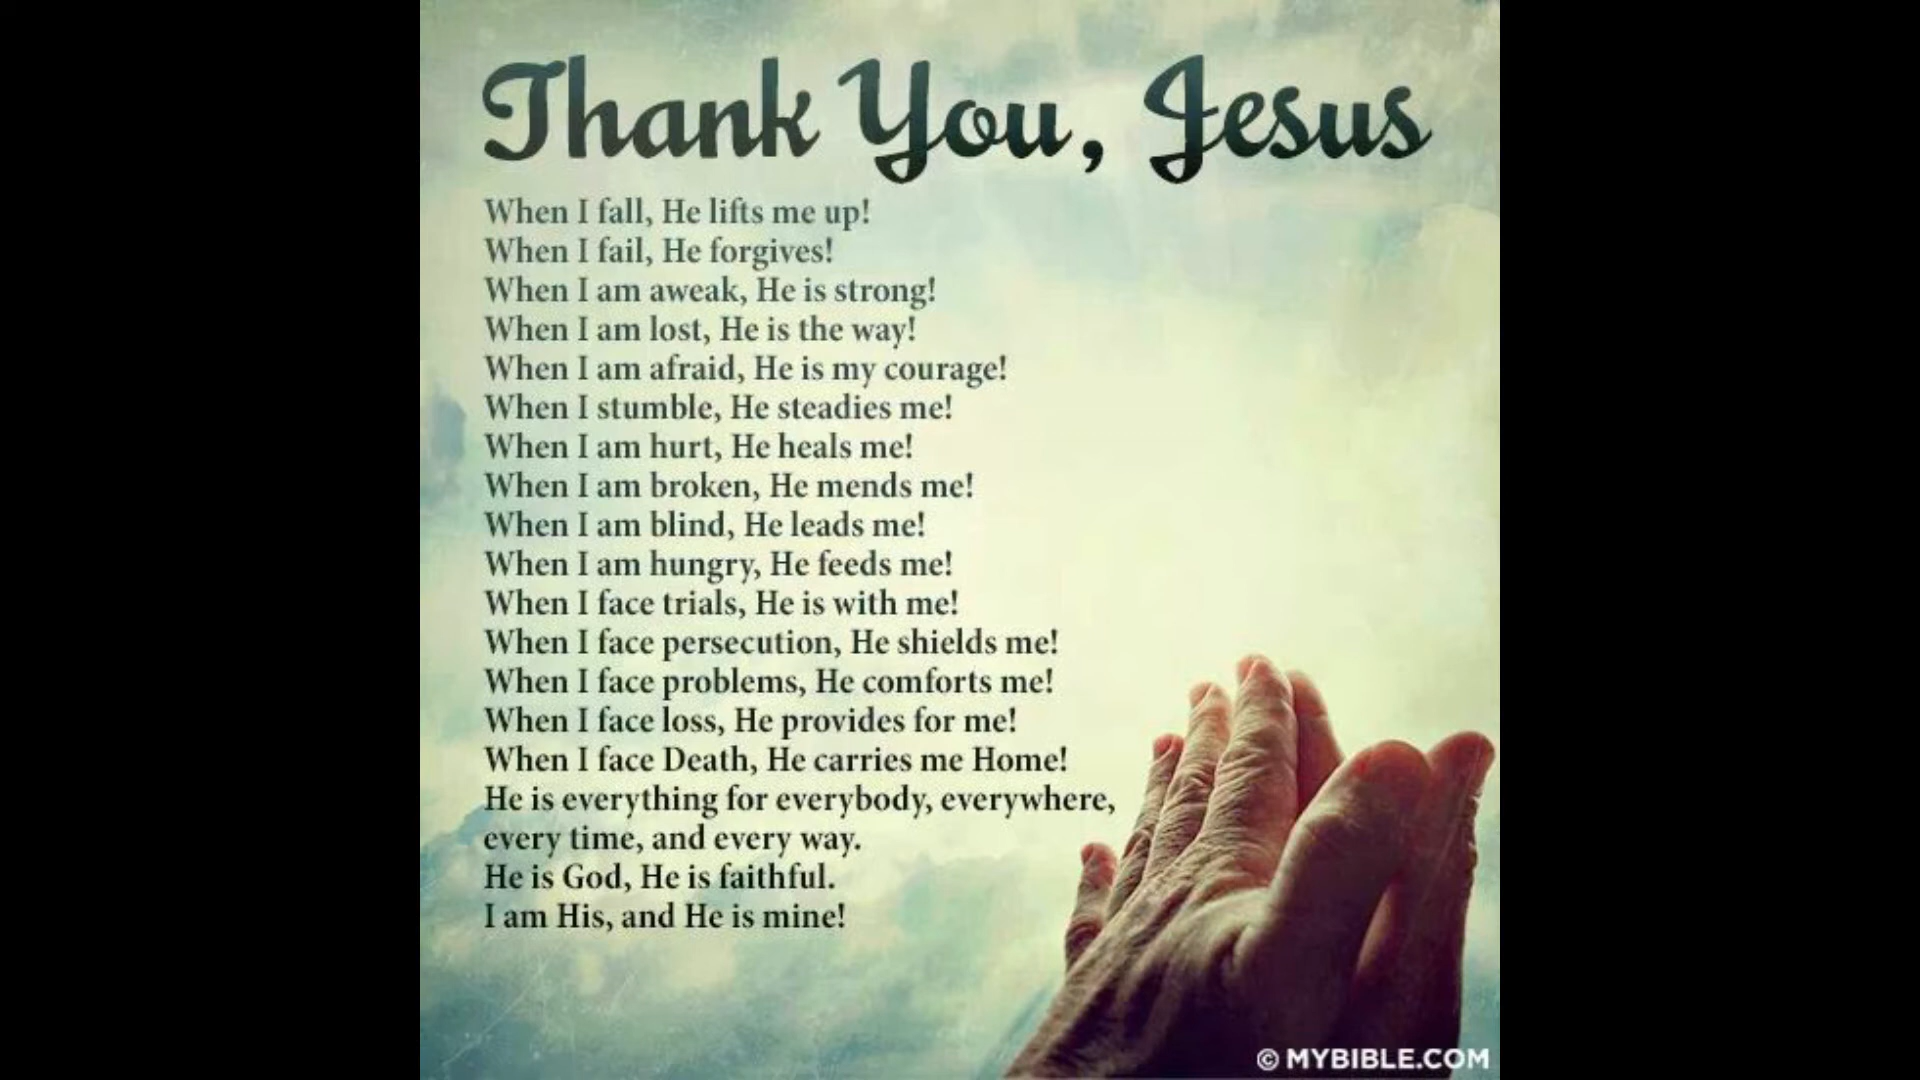 Thank You, Jesus
When I fall, He lifts me up!
When I fail, He forgives!
When I am aweak, He is strong!
When I am lost, He is the way!
When I am afraid, He is my courage!
When I stumble, He steadies me!
When I am hurt, He heals me!
When I am broken, He mends me!
When I am blind, He leads me!
When I am hungry, He feeds me!
When I face trials, He is with me!
When I face persecution, He shields me!
When I face problems, He comforts me!
When I face loss, He provides for me!
When I face Death, He carries me Home!
He is everything for everybody, everywhere,
every time, and every way.
He is God, He is faithful.
I am His, and He is mine!
© MYBIBLE.COM